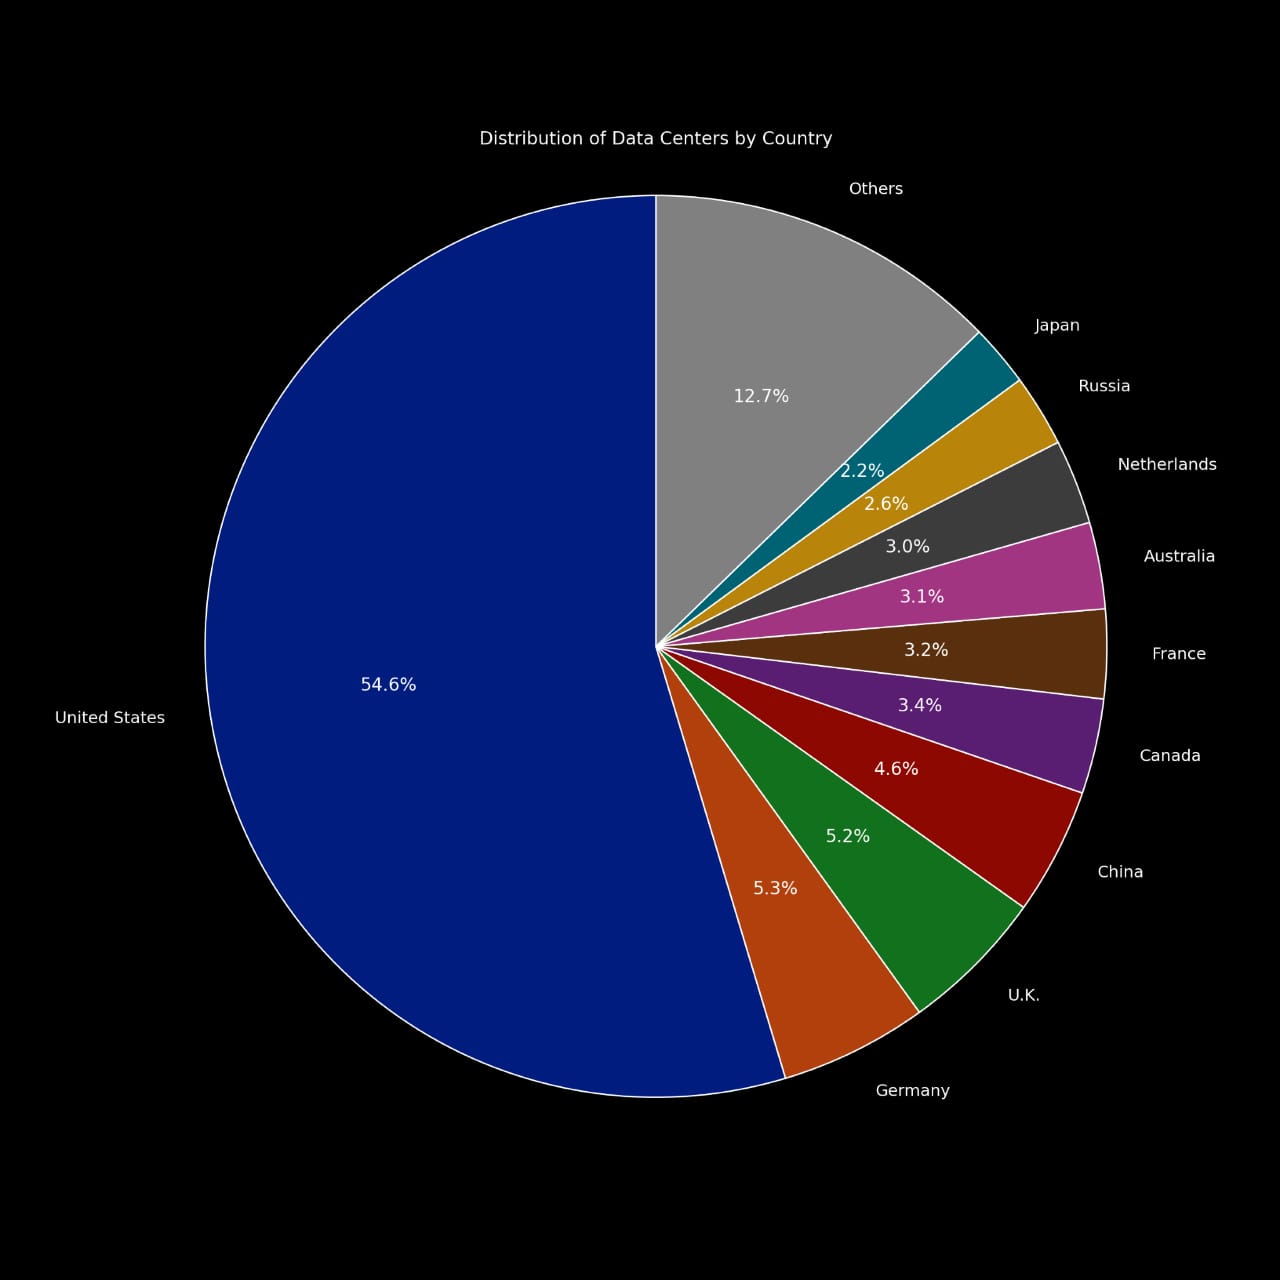 Distribution of Data Centers by Country
Others
Japan
Russia
Netherlands
Australia
France
Canada
China
U.K.
Germany
United States
12.7%
2.2%
2.6%
3.0%
3.1%
3.2%
3.4%
4.6%
5.2%
5.3%
54.6%